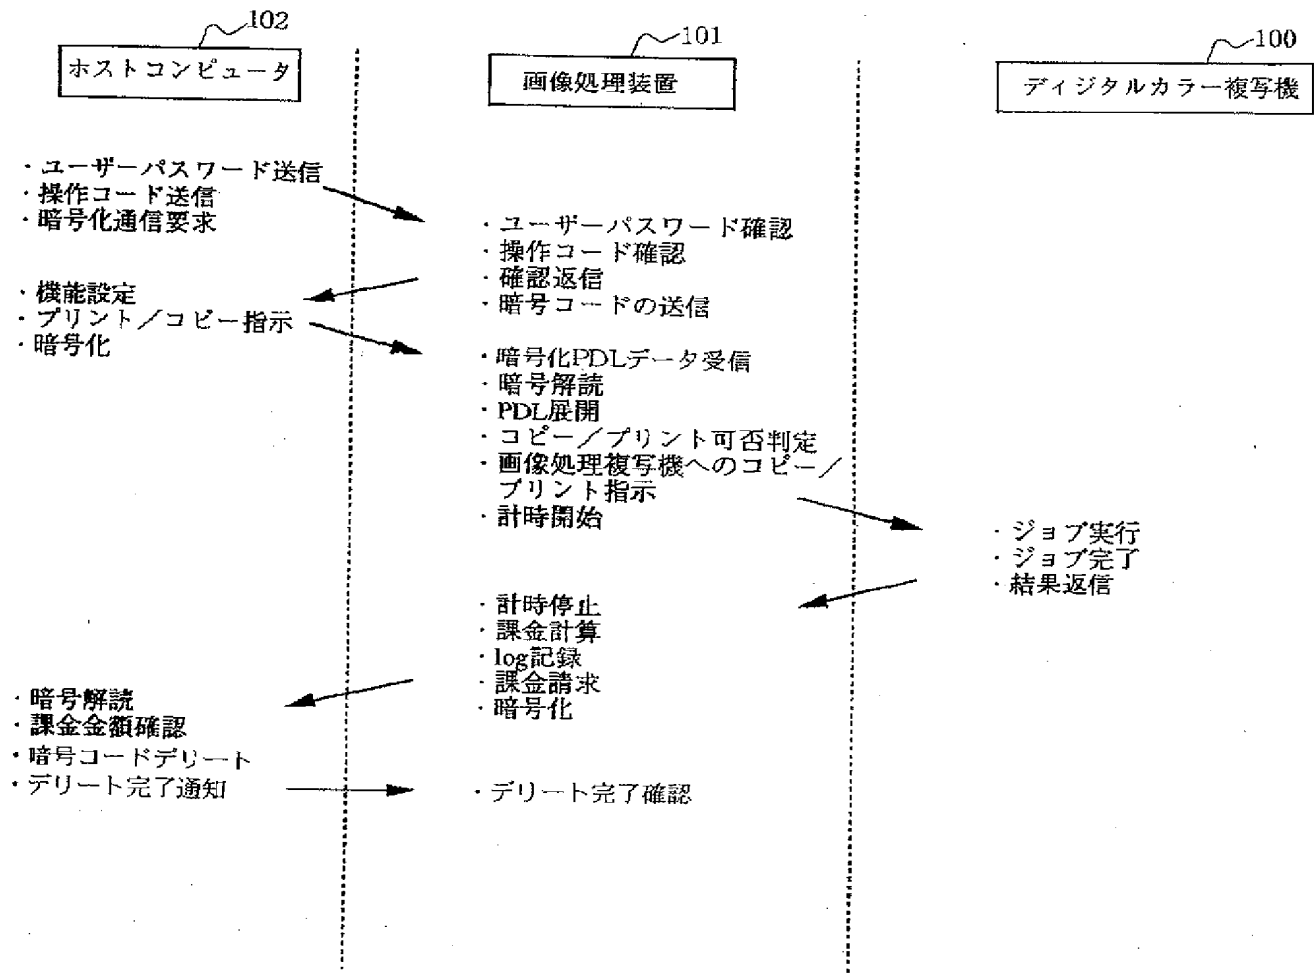 102
ホストコンピュータ
101
画像処理装置
100
ディジタルカラー複写機
・ユーザーパスワード送信
・操作コード送信
・暗号化通信要求
・ユーザーパスワード確認
・操作コード確認
・確認返信
・暗号コードの送信
・機能設定
・プリント／コピー指示
・暗号化
・暗号化PDLデータ受信
・暗号解読
・PDL展開
・コピー／プリント可否判定
・画像処理複写機へのコピー／
プリント指示
・計時開始
・ジョブ実行
・ジョブ完了
・結果返信
・計時停止
・課金計算
・log記録
・課金請求
・暗号化
・暗号解読
・課金金額確認
・暗号コードデリート
・デリート完了通知
・デリート完了確認